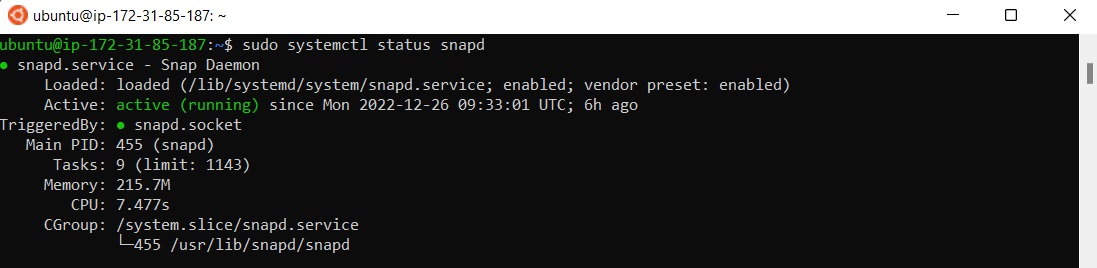 ubuntu@ip-172-31-85-187: ~
ubuntu@ip-172-31-85-187:~$ sudo systemctl status snapd
● snapd.service - Snap Daemon
Loaded: loaded (/lib/systemd/system/snapd.service; enabled; vendor preset: enabled)
Active: active (running) since Mon 2022-12-26 09:33:01 UTC; 6h ago
TriggeredBy: ● snapd.socket
Main PID: 455 (snapd)
Tasks: 9 (limit: 1143)
Memory: 215.7M
CPU: 7.477s
CGroup: /system.slice/snapd.service
└─455 /usr/lib/snapd/snapd